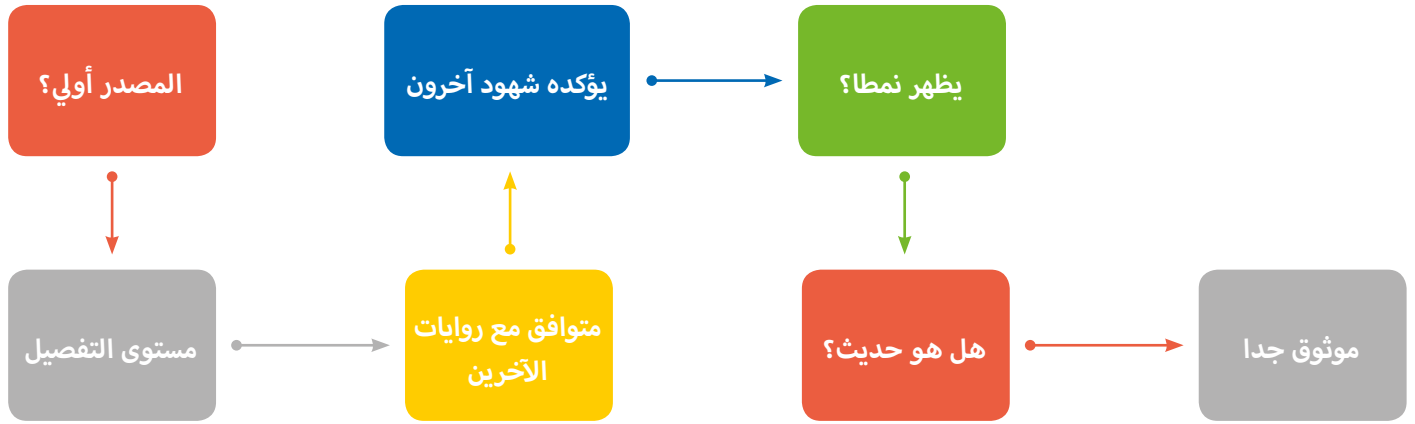 المصدر أولي؟
مستوى التفصيل
متوافق مع روايات
الآخرين
يؤكده شهود آخرون
يظهر نمطا؟
هل هو حديث؟
موثوق جدا